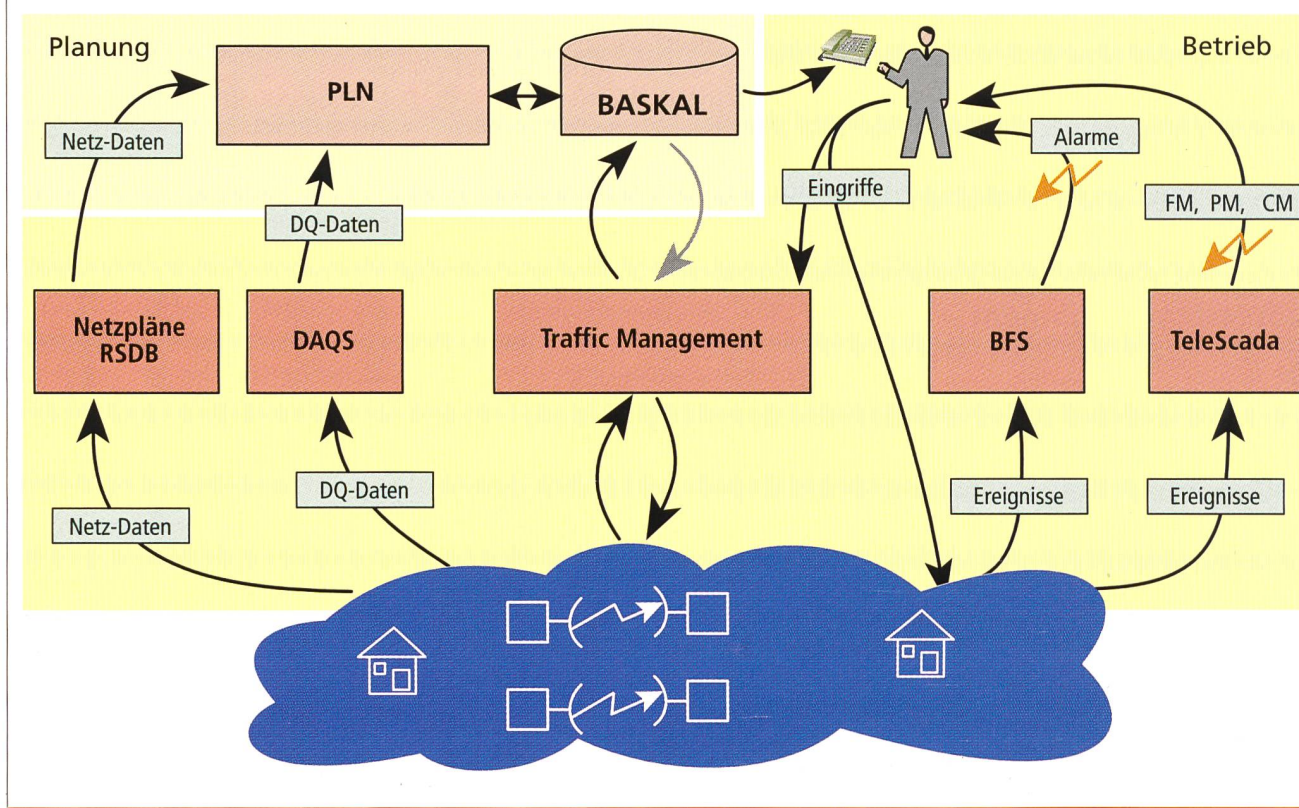 Planung
Betrieb
PLN
BASKAL
Netz-Daten
Alarme
Eingriffe
FM, PM, CM
DQ-Daten
Netzpläne
RSDB
DAQS
Traffic Management
BFS
TeleScada
DQ-Daten
Ereignisse
Ereignisse
Netz-Daten